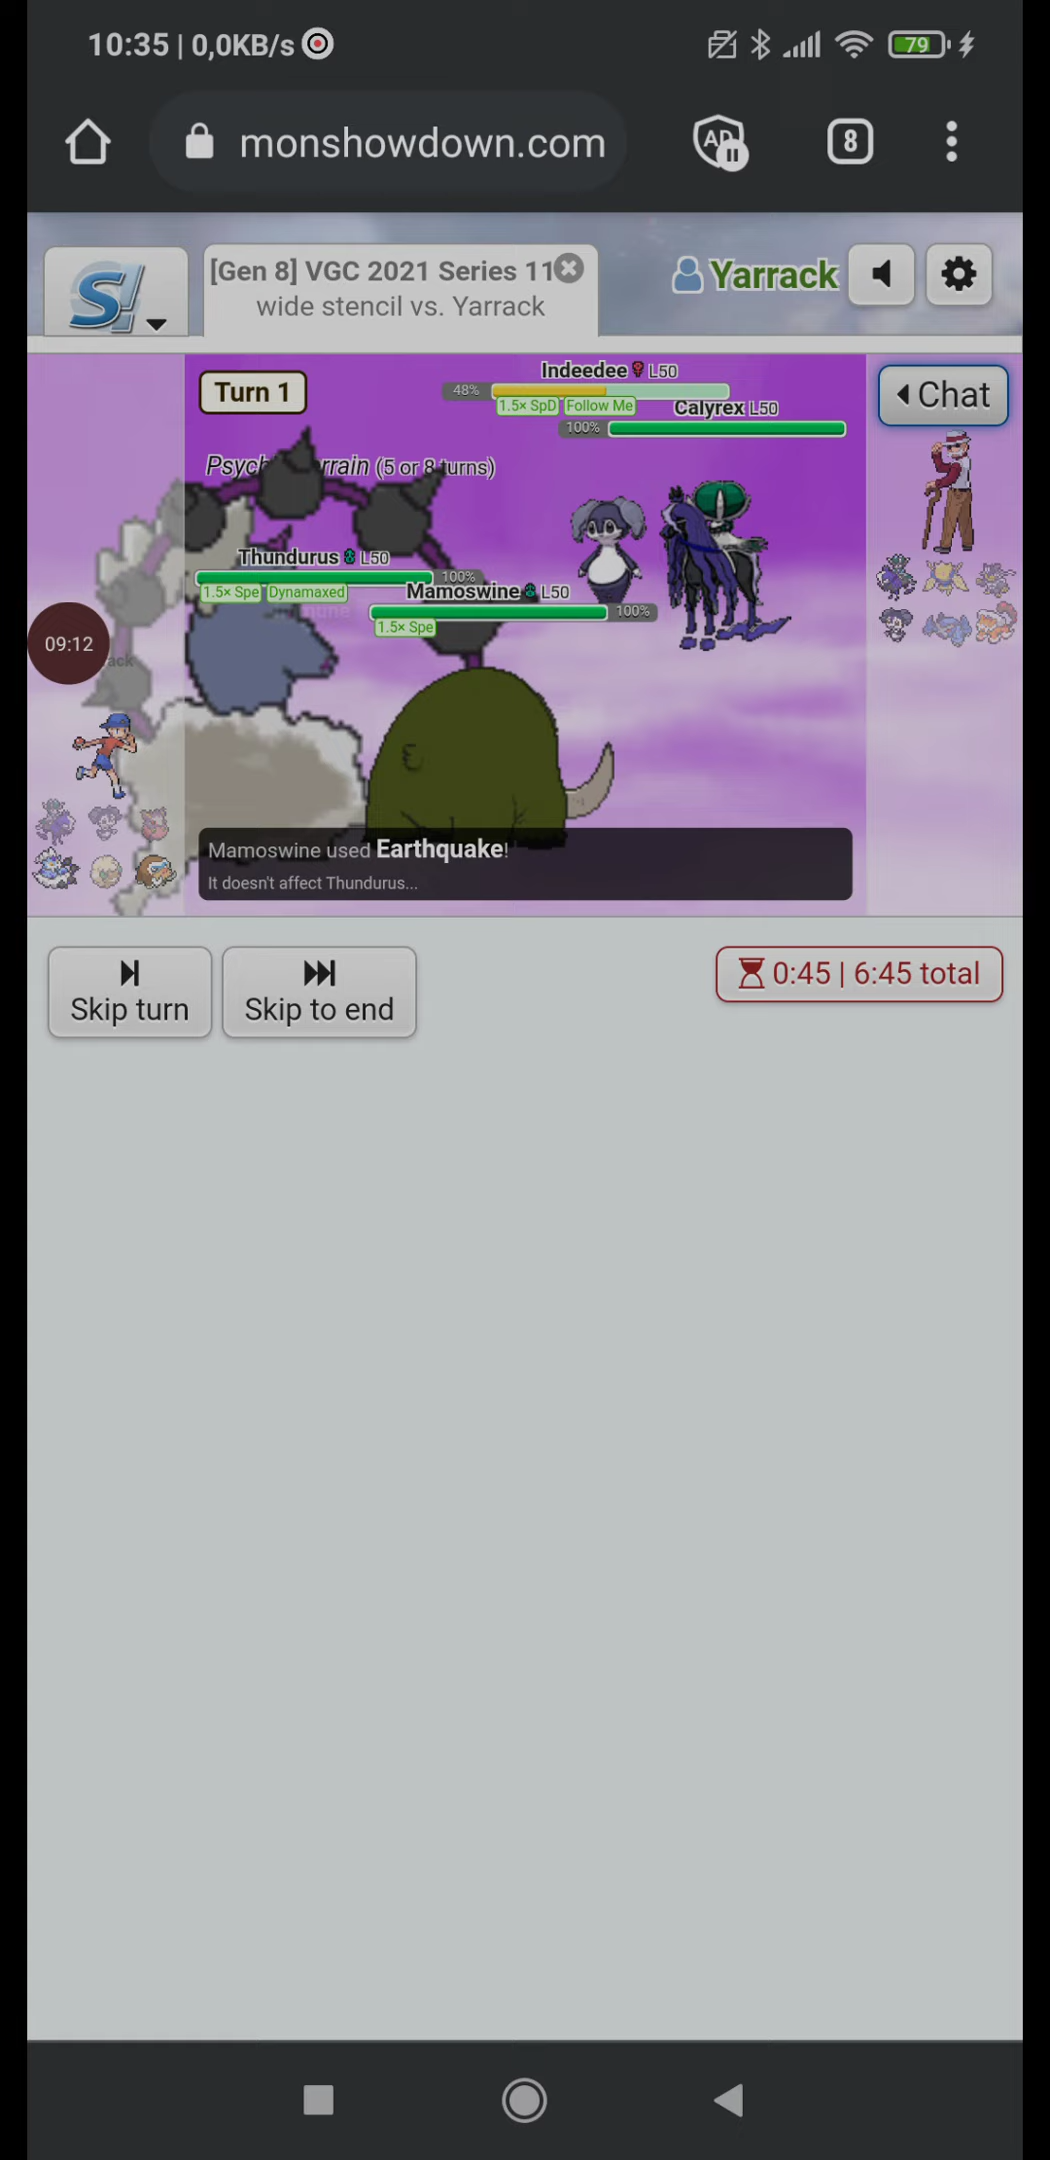 10:35 | 0,0KB/s
79
monshowdown.com
AD
8
[Gen 8] VGC 2021 Series 11
wide stencil vs. Yarrack
Yarrack
Turn 1
Indeedee L50
48%
1.5× SpD Follow Me
Calyrex L50
100%
Chat
(5 or 8 turns)
Thundurus L50
100%
1.5× Spe Dynamaxed
Mamoswine L50
100%
1.5× Spe
09:12
Mamoswine used Earthquake!
It doesn't affect Thundurus...
Skip turn
Skip to end
0:45 | 6:45 total